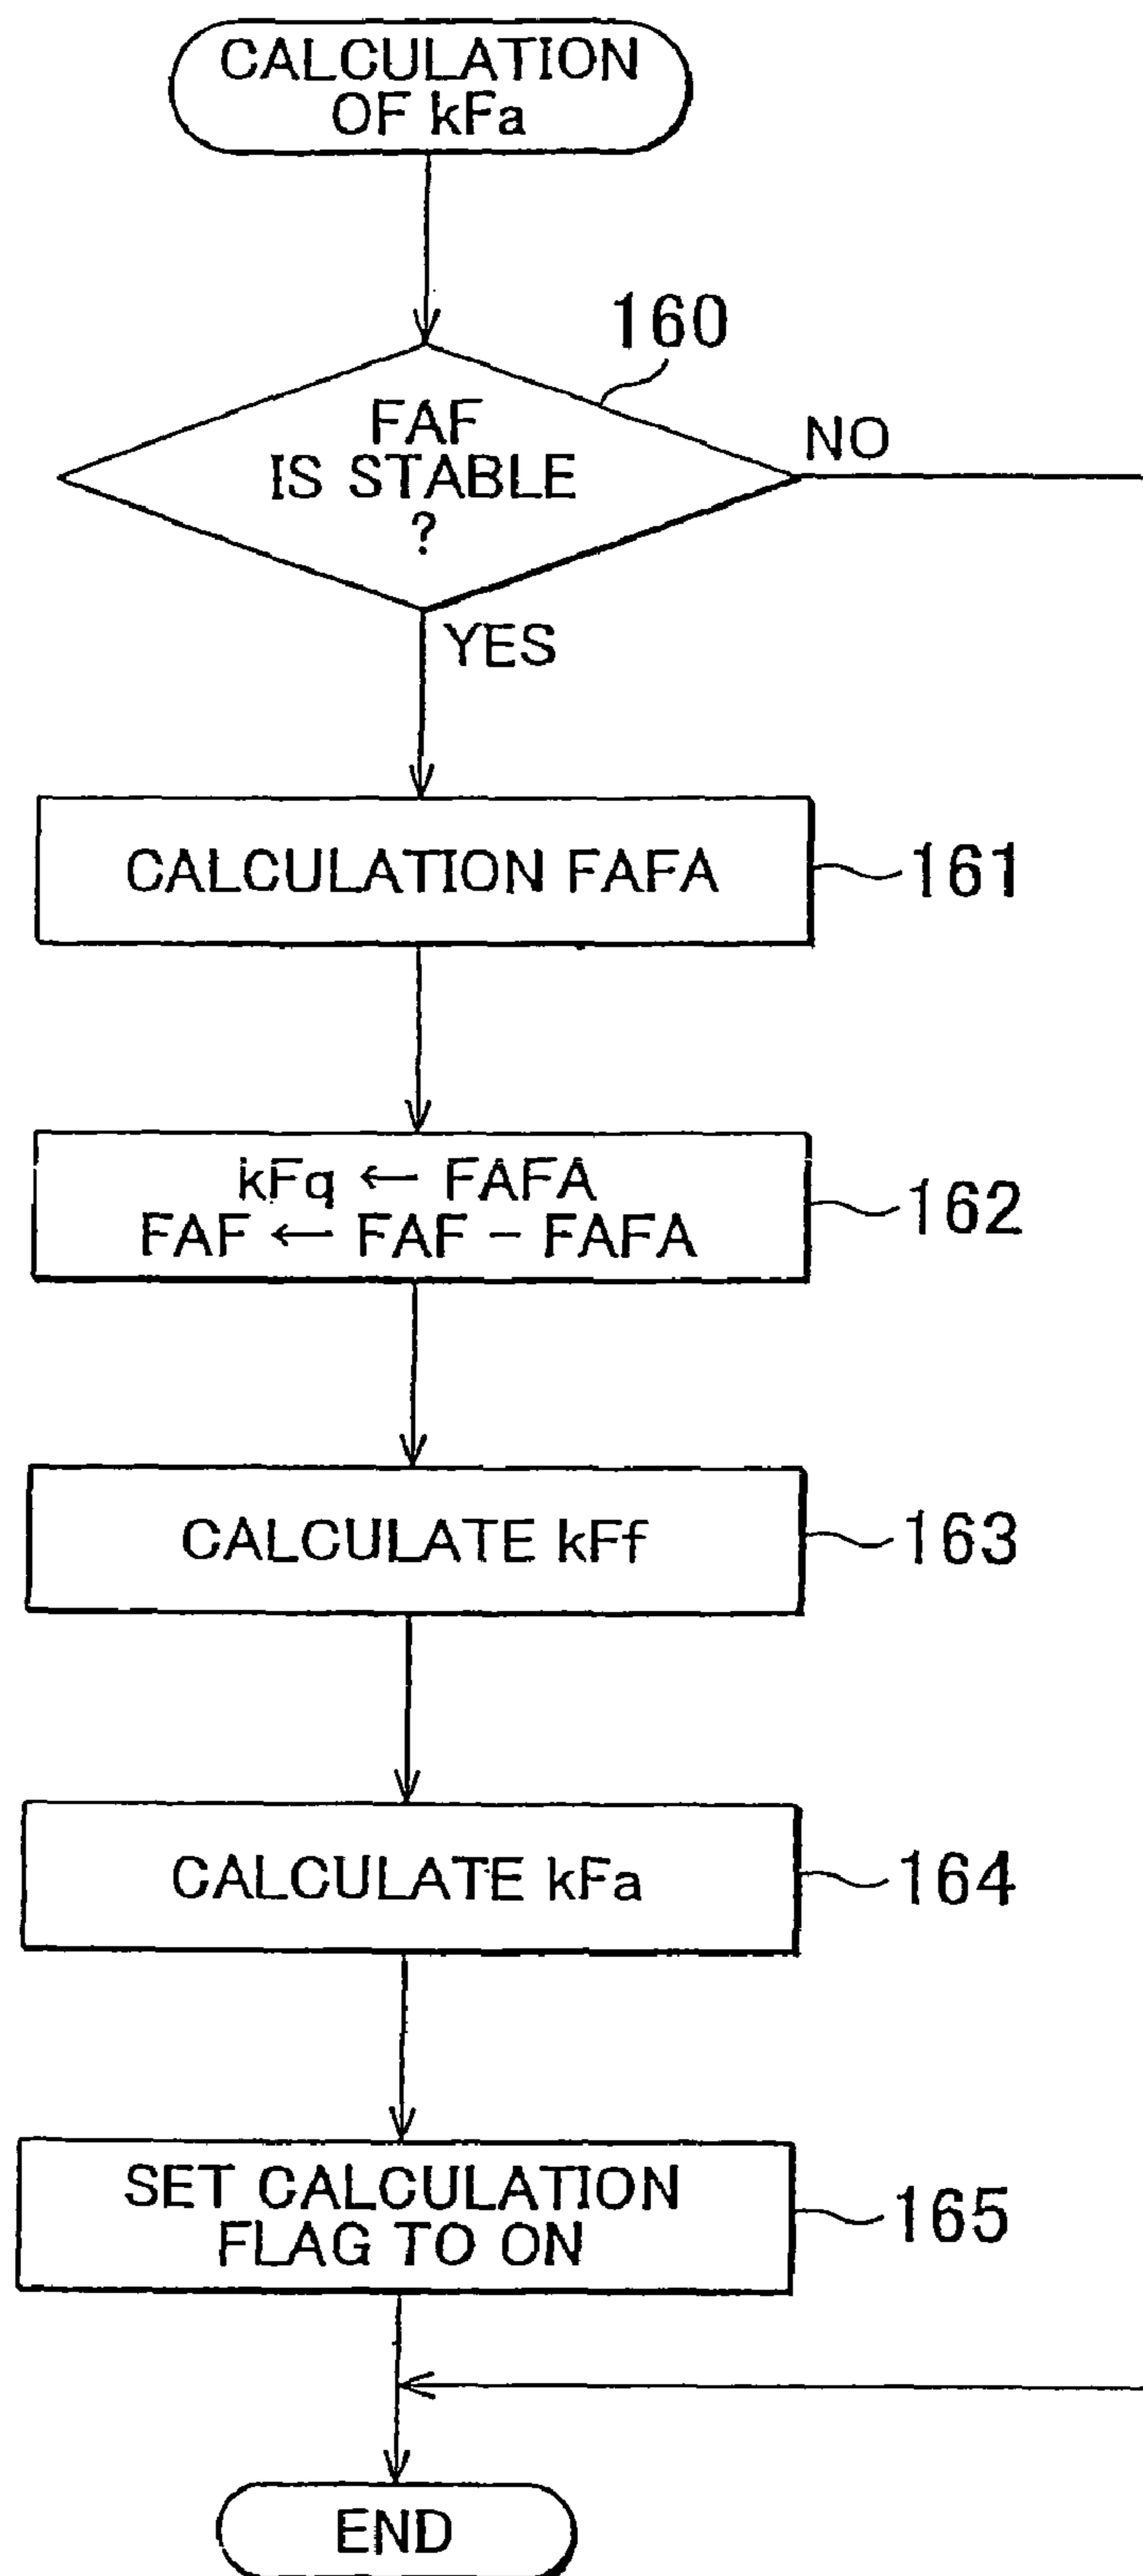 CALCULATION
OF kFa
160
FAF
IS STABLE
?
NO
YES
CALCULATION FAFA
161
kFq ← FAFA
FAF ← FAF - FAFA
162
CALCULATE kFf
163
CALCULATE kFa
164
SET CALCULATION
FLAG TO ON
165
END